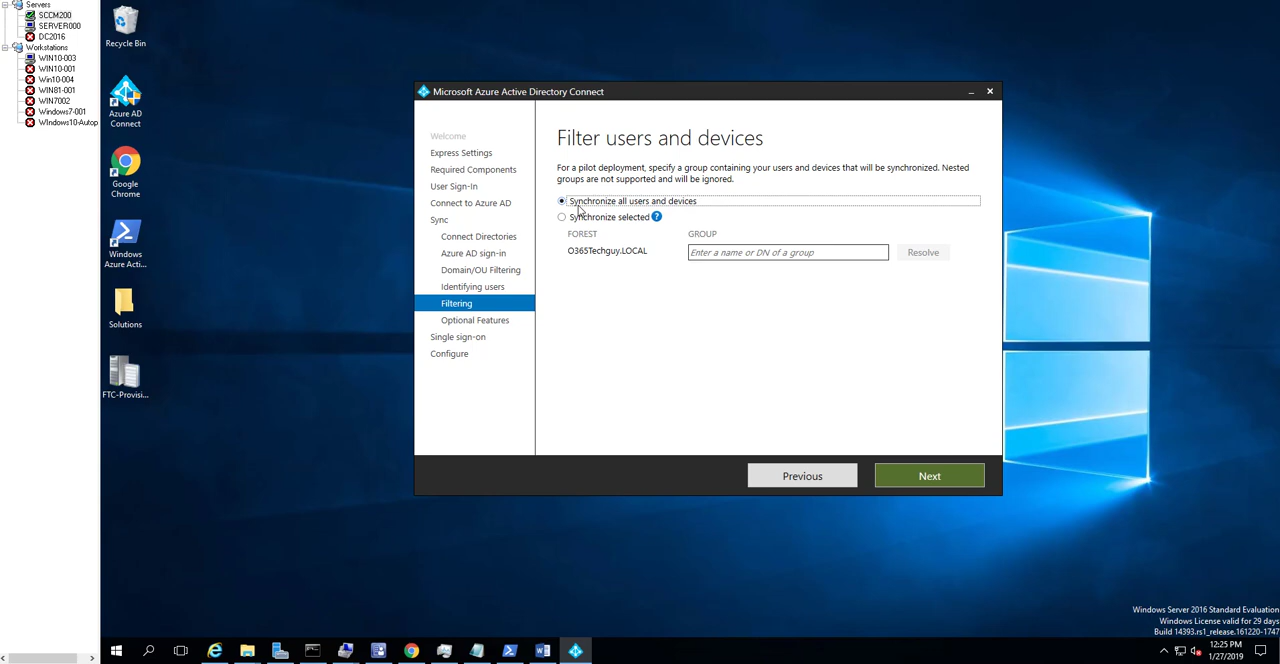 Servers
SCCM200
SERVER000
DC2016
Workstations
WIN10-003
WIN10-001
Win10-004
WIN81-001
WIN7002
Windows7-001
WIndows10-Autop
Recycle Bin
Azure AD
Connect
Google
Chrome
Windows
Azure Acti...
Solutions
FTC-Provisi...
Microsoft Azure Active Directory Connect
Welcome
Express Settings
Required Components
User Sign-In
Connect to Azure AD
Sync
Connect Directories
Azure AD sign-in
Domain/OU Filtering
Identifying users
Filtering
Optional Features
Single sign-on
Configure
Filter users and devices
For a pilot deployment, specify a group containing your users and devices that will be synchronized. Nested
groups are not supported and will be ignored.
Synchronize all users and devices
Synchronize selected ?
FOREST GROUP
O365Techguy.LOCAL Enter a name or DN of a group Resolve
Previous Next
Windows Server 2016 Standard Evaluation
Windows License valid for 29 days
Build 14393.rs1_release.161220-1747
12:25 PM
1/27/2019